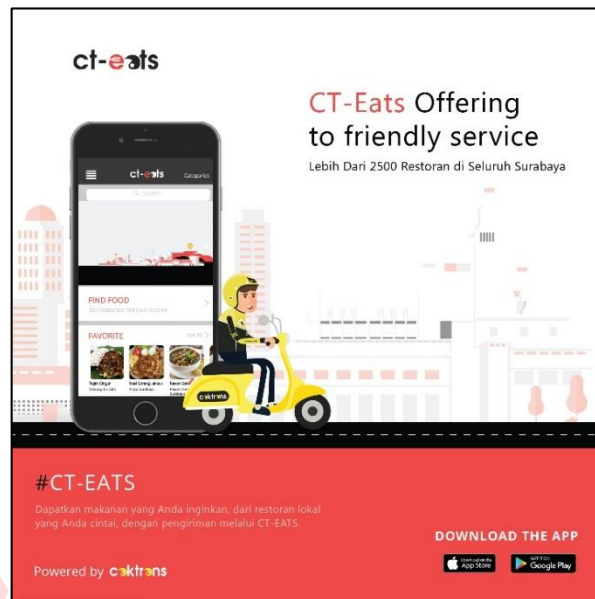 ct-eats
CT-Eats Offering
to friendly service
Lebih Dari 2500 Restoran di Seluruh Surabaya
ct-eats
Categories
FIND FOOD
FAVORITE
caktrans
#CT-EATS
Dapatkan makanan yang Anda inginkan, dari restoran lokal
yang Anda cintai, dengan pengiriman melalui CT-EATS.
DOWNLOAD THE APP
App Store
Google Play
Powered by caktrans